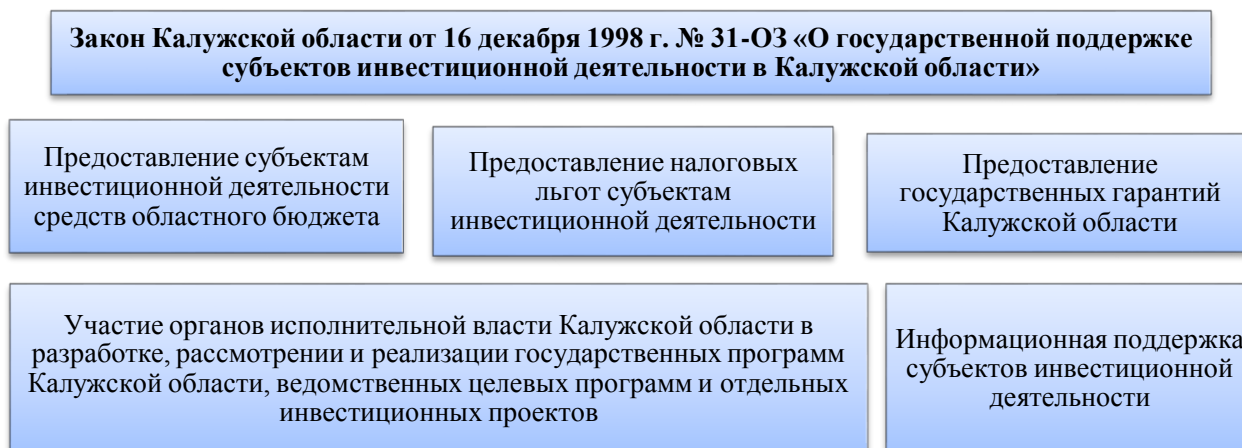 Закон Калужской области от 16 декабря 1998 г. № 31-ОЗ «О государственной поддержке
субъектов инвестиционной деятельности в Калужской области»
Предоставление субъектам
инвестиционной деятельности
средств областного бюджета
Предоставление налоговых
льгот субъектам
инвестиционной деятельности
Предоставление
государственных гарантий
Калужской области
Участие органов исполнительной власти Калужской области в
разработке, рассмотрении и реализации государственных программ
Калужской области, ведомственных целевых программ и отдельных
инвестиционных проектов
Информационная поддержка
субъектов инвестиционной
деятельности